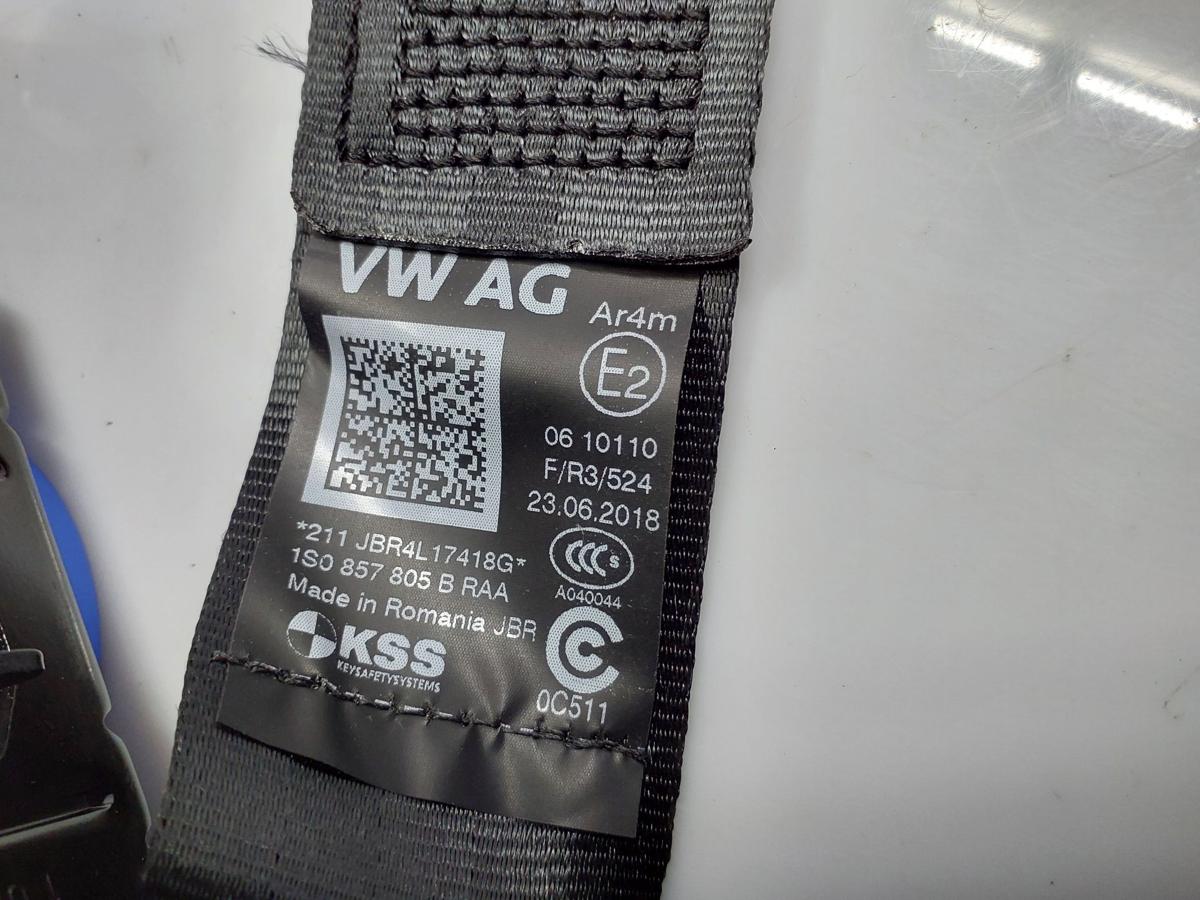 VW AG
Ar4m
E2
06 10110
F/R3/524
23.06.2018
*211 JBR4L17418G*
1S0 857 805 B RAA
Made in Romania JBR
CCC S
A040044
KSS
KEYSAFETYSYSTEMS
C
0C511